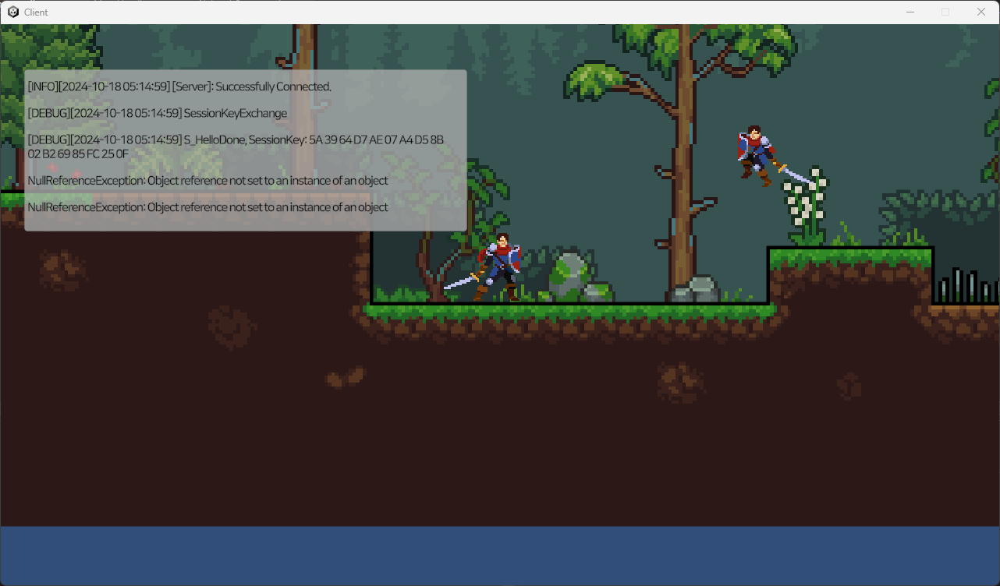 Client
[INFO][2024-10-18 05:14:59] [Server]: Successfully Connected.
[DEBUG][2024-10-18 05:14:59] SessionKeyExchange
[DEBUG][2024-10-18 05:14:59] S_HelloDone, SessionKey: 5A 39 64 D7 AE 07 A4 D5 8B
02 B2 69 85 FC 25 0F
NullReferenceException: Object reference not set to an instance of an object
NullReferenceException: Object reference not set to an instance of an object